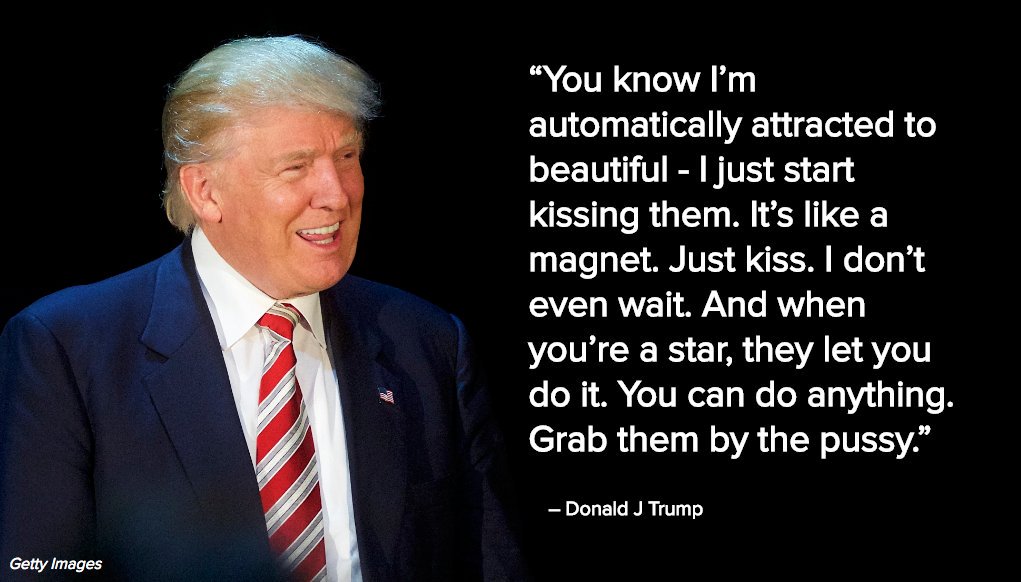 “You know I’m
automatically attracted to
beautiful - I just start
kissing them. It’s like a
magnet. Just kiss. I don’t
even wait. And when
you’re a star, they let you
do it. You can do anything.
Grab them by the pussy.”
– Donald J Trump
Getty Images